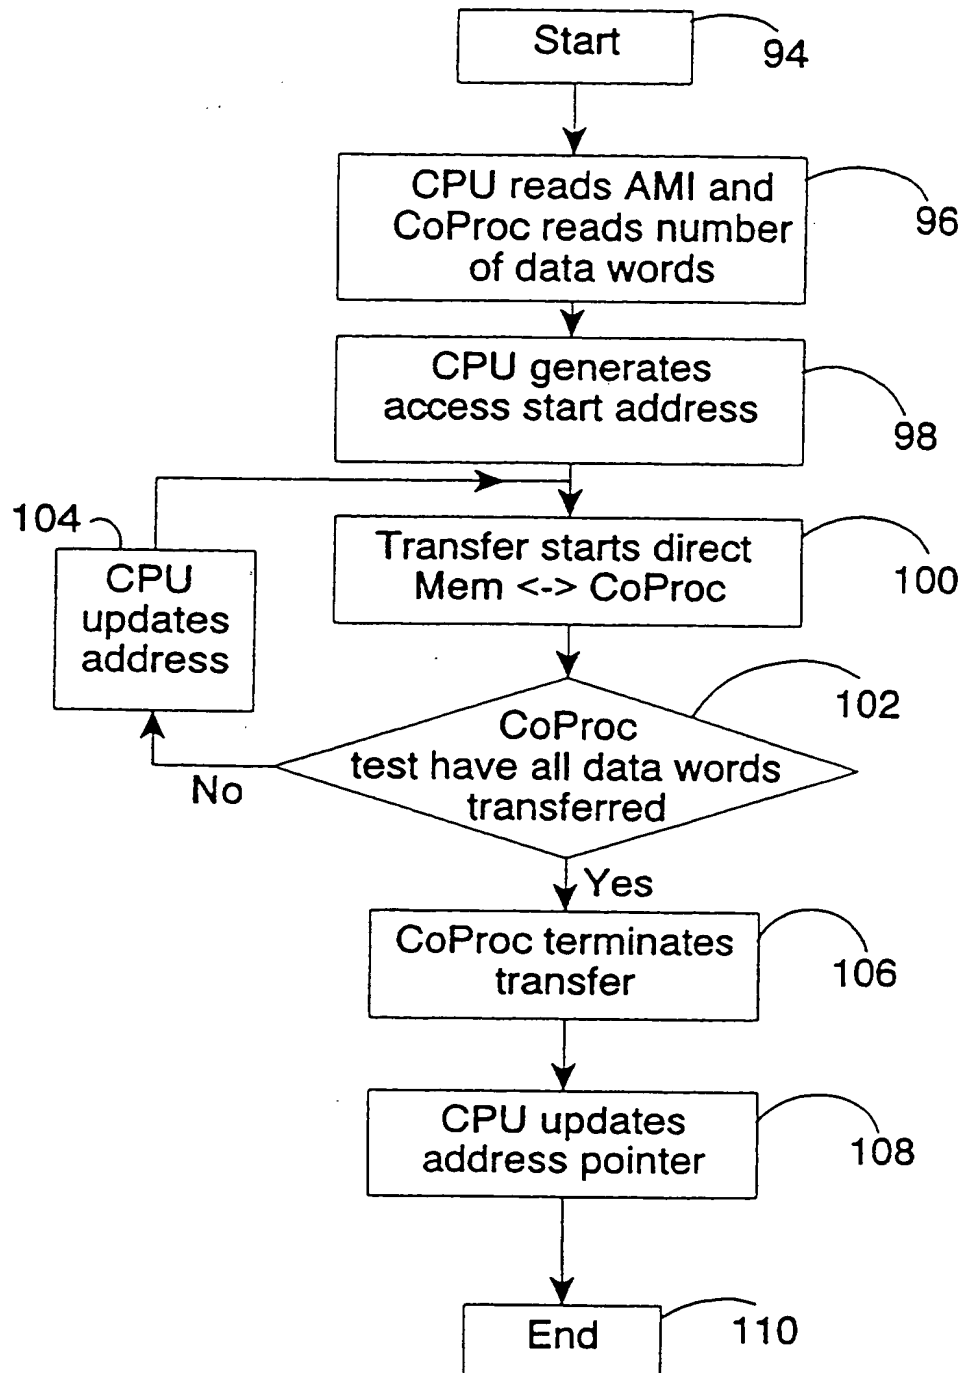 Start
94
CPU reads AMI and
CoProc reads number
of data words
96
CPU generates
access start address
98
104
CPU
updates
address
Transfer starts direct
Mem <-> CoProc
100
102
CoProc
test have all data words
transferred
No
Yes
CoProc terminates
transfer
106
CPU updates
address pointer
108
End
110